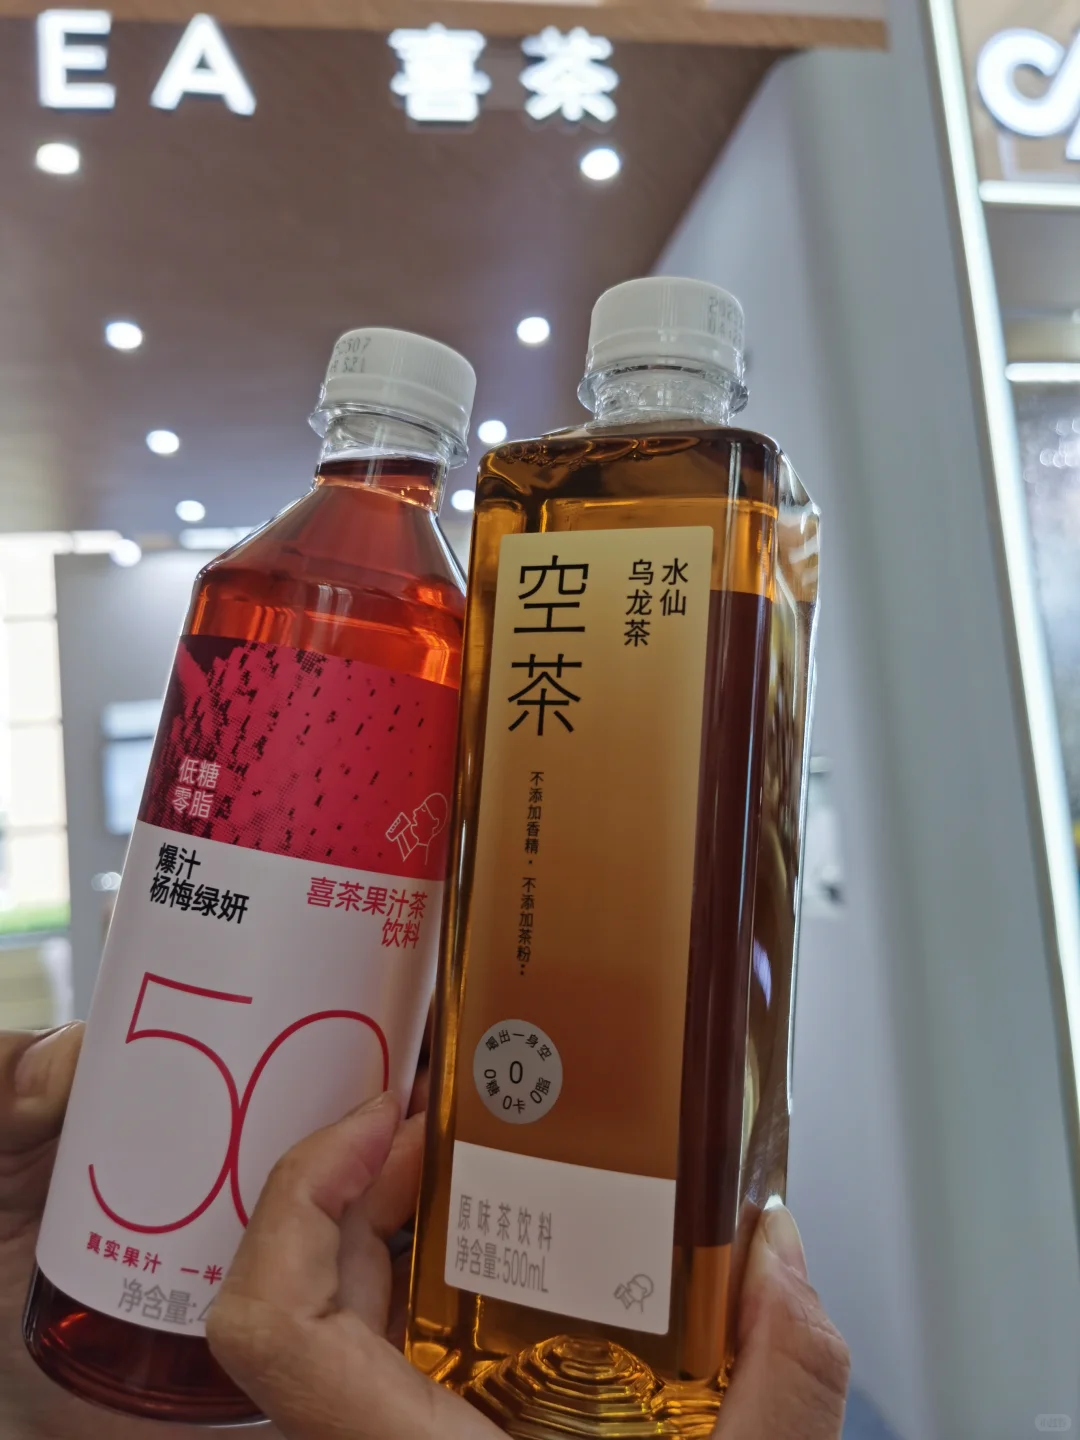 EA 喜茶
低糖
零脂
爆汁
杨梅绿妍
喜茶果汁茶
饮料
50
真实果汁 一半
净含量:
空茶
水仙
乌龙茶
不添加香精·不添加茶粉
喝出一身空
0
0糖
0卡
0脂
原味茶饮料
净含量:500mL